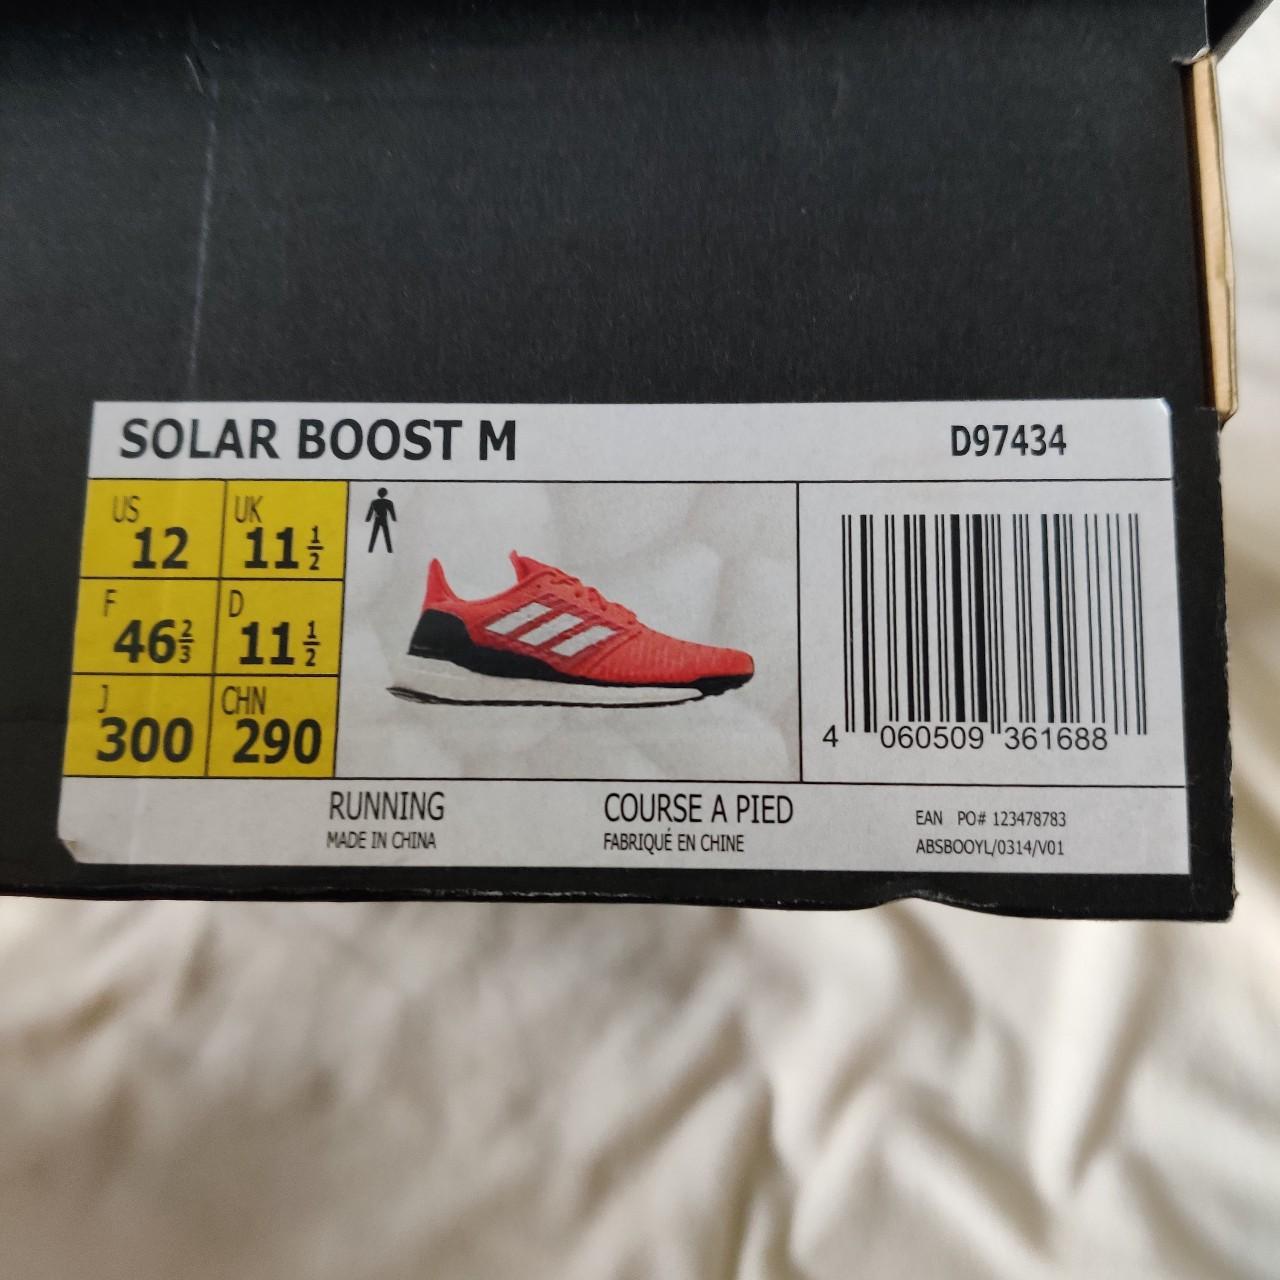 SOLAR BOOST M D97434
US 12 UK 11 1/2
F 46 2/3 D 11 1/2
J 300 CHN 290
4 060509 361688
RUNNING COURSE A PIED EAN PO# 123478783
MADE IN CHINA FABRIQUÉ EN CHINE ABSBOOYL/0314/V01